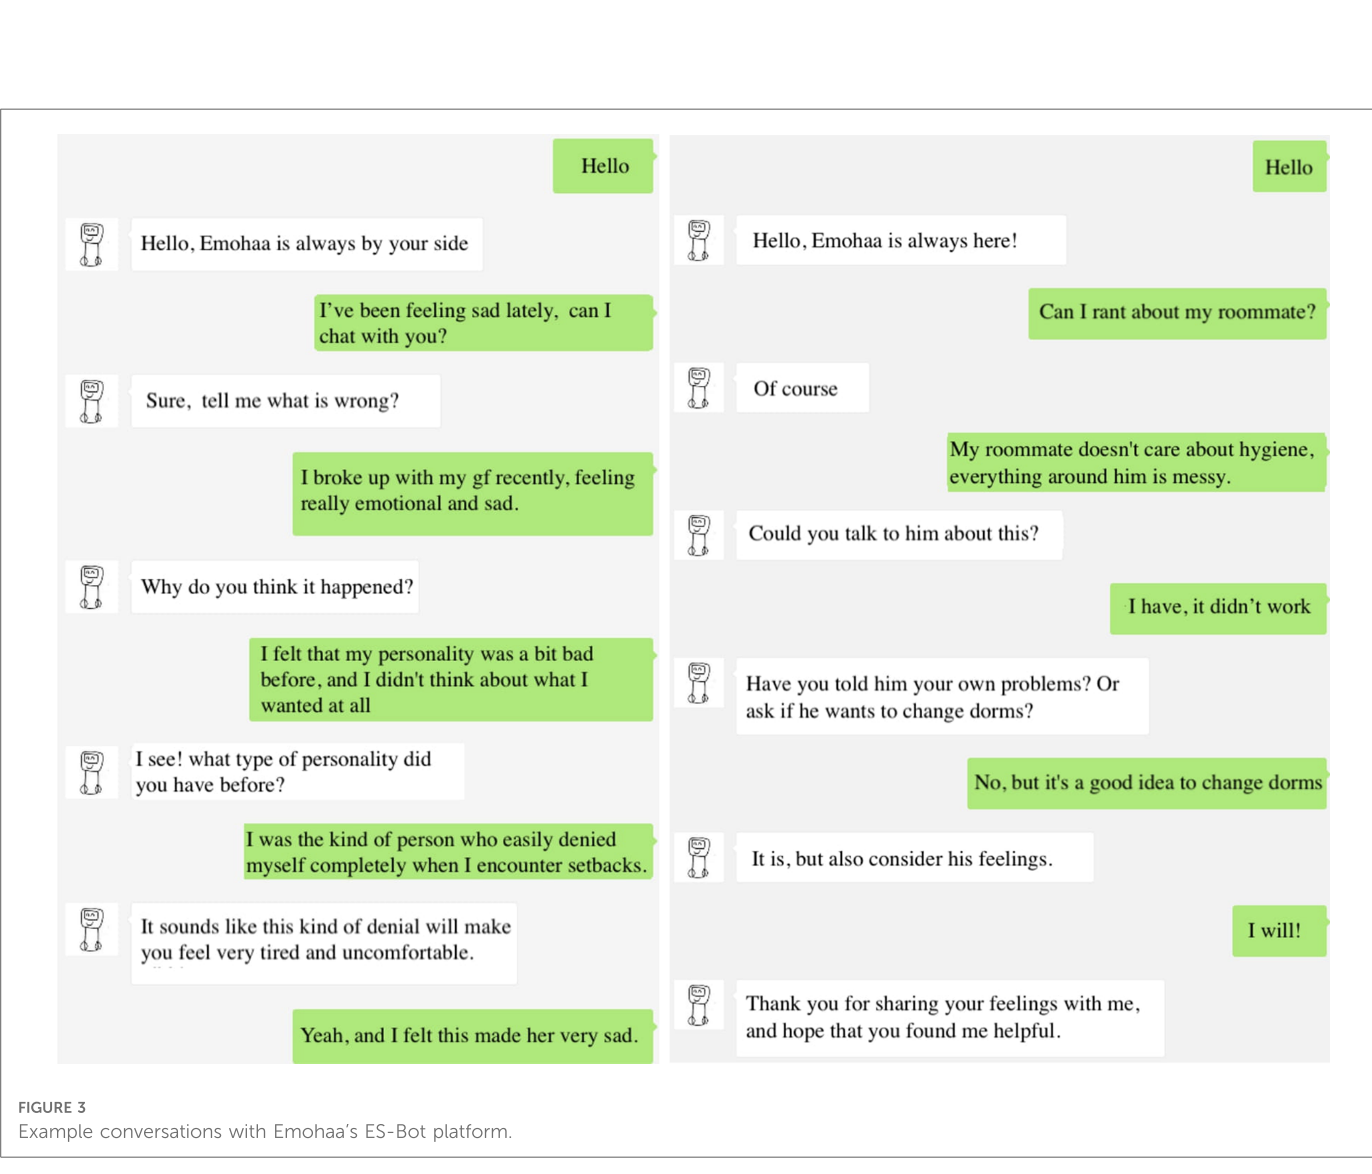 Hello
Hello, Emohaa is always by your side
I've been feeling sad lately, can I
chat with you?
Sure, tell me what is wrong?
I broke up with my gf recently, feeling
really emotional and sad.
Why do you think it happened?
I felt that my personality was a bit bad
before, and I didn't think about what I
wanted at all
I see! what type of personality did
you have before?
I was the kind of person who easily denied
myself completely when I encounter setbacks.
It sounds like this kind of denial will make
you feel very tired and uncomfortable.
Yeah, and I felt this made her very sad.
Hello
Hello, Emohaa is always here!
Can I rant about my roommate?
Of course
My roommate doesn't care about hygiene,
everything around him is messy.
Could you talk to him about this?
I have, it didn't work
Have you told him your own problems? Or
ask if he wants to change dorms?
No, but it's a good idea to change dorms
It is, but also consider his feelings.
I will!
Thank you for sharing your feelings with me,
and hope that you found me helpful.
FIGURE 3
Example conversations with Emohaa's ES-Bot platform.